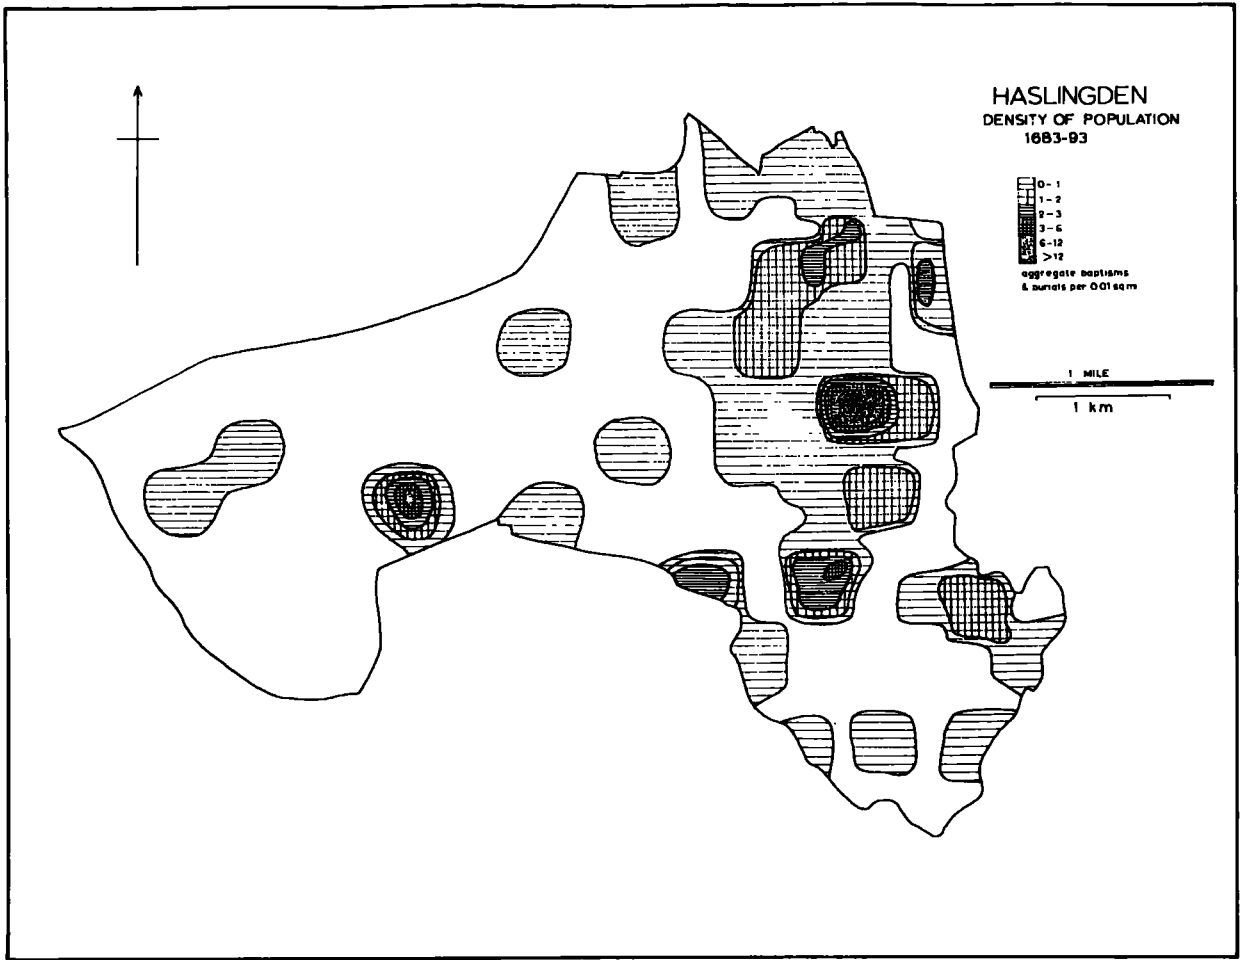 HASLINGDEN
DENSITY OF POPULATION
1683-93
0-1
1-2
2-3
3-6
6-12
>12
aggregate baptisms
& burials per 0·01 sq m
1 MILE
1 km